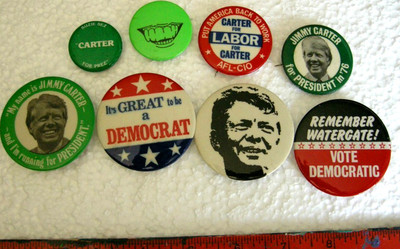 CARTER
PUT AMERICA BACK TO WORK
CARTER
FOR
LABOR
FOR
CARTER
AFL-CIO
JIMMY CARTER
for PRESIDENT in '76
"My name is JIMMY CARTER
and I'm running for PRESIDENT."
It's GREAT to be
a
DEMOCRAT
REMEMBER
WATERGATE!
VOTE
DEMOCRATIC